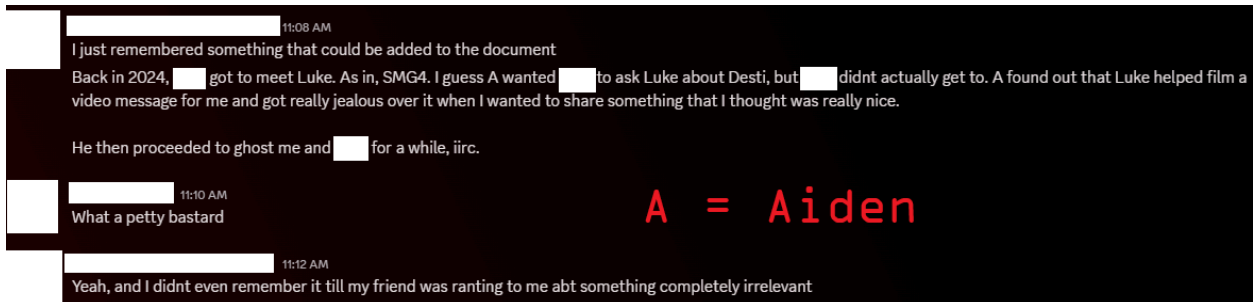 11:08 AM
I just remembered something that could be added to the document
Back in 2024, got to meet Luke. As in, SMG4. I guess A wanted to ask Luke about Desti, but didnt actually get to. A found out that Luke helped film a
video message for me and got really jealous over it when I wanted to share something that I thought was really nice.
He then proceeded to ghost me and for a while, iirc.
11:10 AM
What a petty bastard
A = Aiden
11:12 AM
Yeah, and I didnt even remember it till my friend was ranting to me abt something completely irrelevant